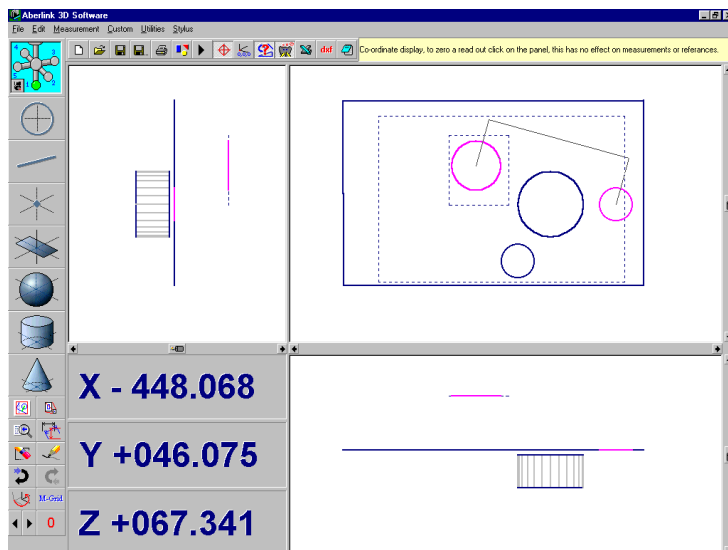 Aberlink 3D Software
File Edit Measurement Custom Utilities Stylus
dxf
Co-ordinate display, to zero a read out click on the panel, this has no effect on measurements or referances.
X - 448.068
Y +046.075
Z +067.341
M-Grid
0